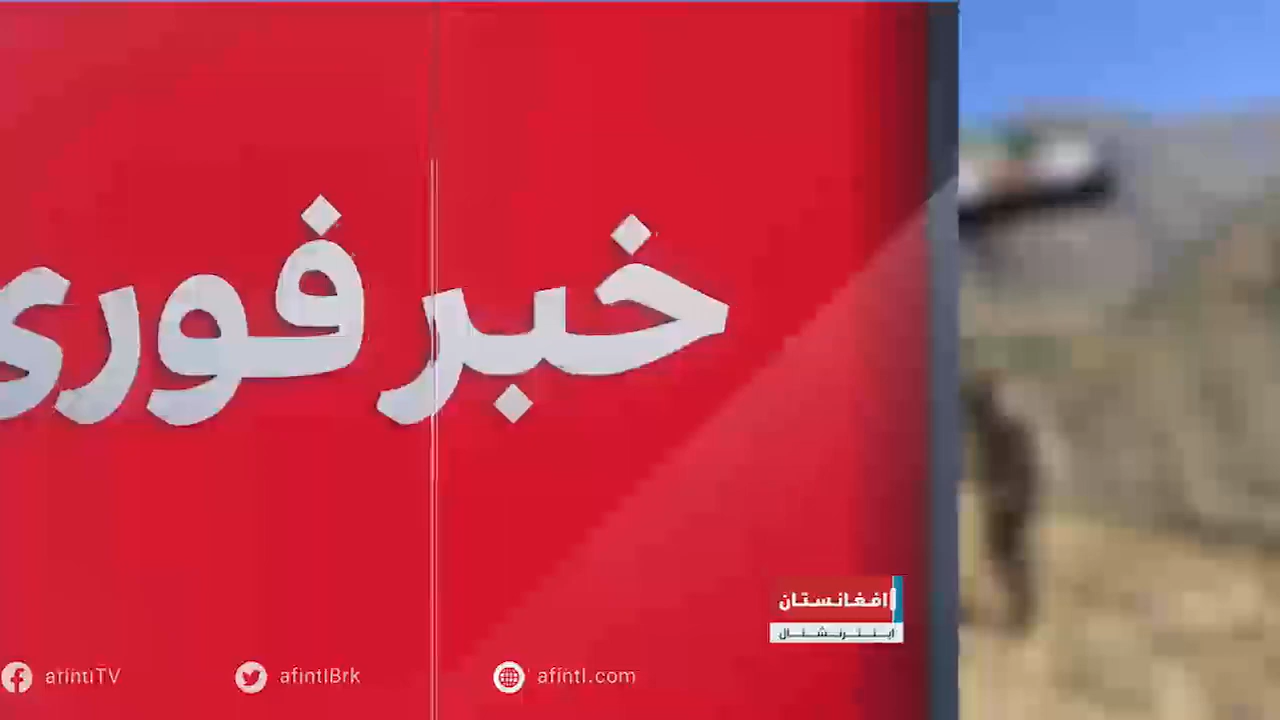 خبر فوری
افغانستان
اینترنشنال
afintlTV
afintlBrk
afintl.com